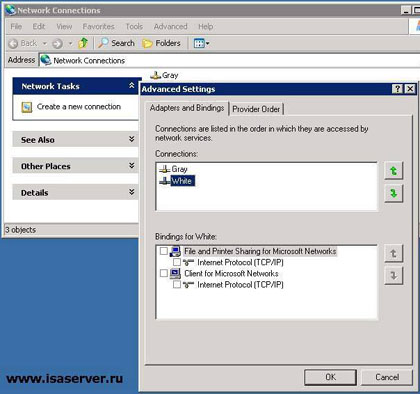 Network Connections
File Edit View Favorites Tools Advanced Help
Back Search Folders
Address Network Connections
Network Tasks
Create a new connection
See Also
Other Places
Details
3 objects
Gray
Advanced Settings
Adapters and Bindings Provider Order
Connections are listed in the order in which they are accessed by
network services.
Connections:
Gray
White
Bindings for White:
File and Printer Sharing for Microsoft Networks
Internet Protocol (TCP/IP)
Client for Microsoft Networks
Internet Protocol (TCP/IP)
OK Cancel
www.isaserver.ru